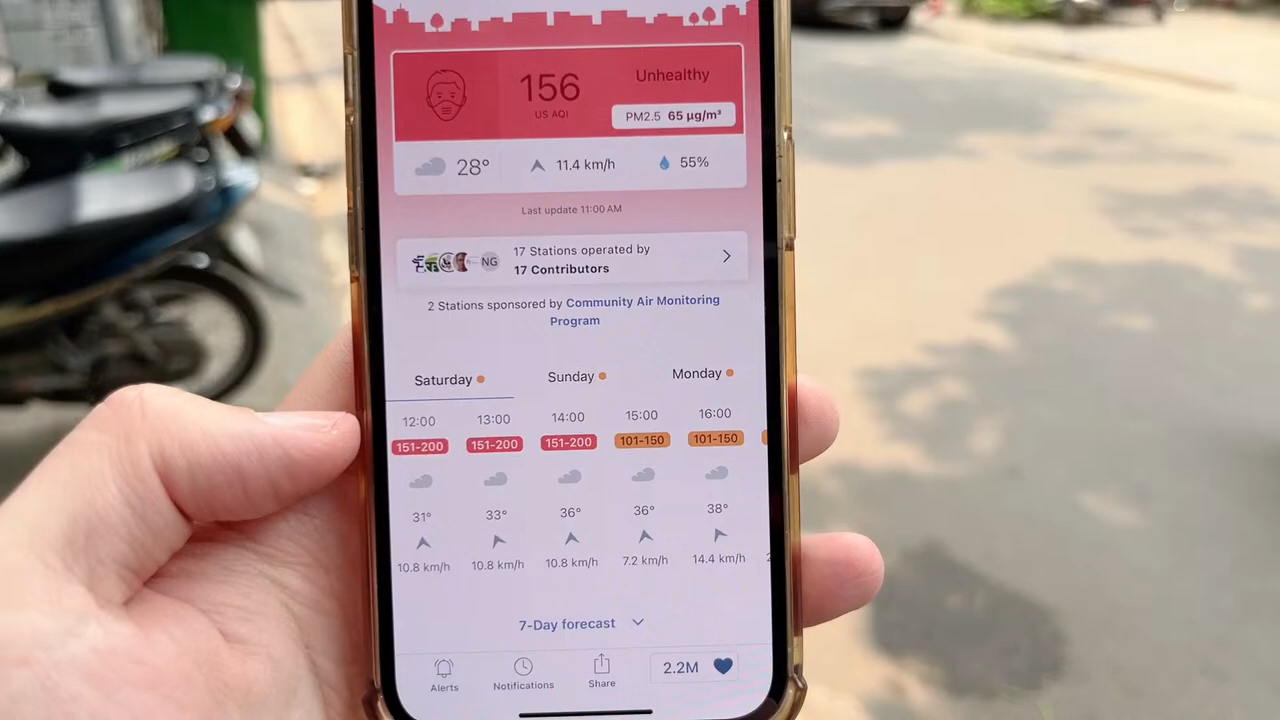 156
US AQI
Unhealthy
PM2.5 65 µg/m³
28°
11.4 km/h
55%
Last update 11:00 AM
NG
17 Stations operated by
17 Contributors
2 Stations sponsored by Community Air Monitoring
Program
Saturday
Sunday
Monday
12:00 13:00 14:00 15:00 16:00
151-200 151-200 151-200 101-150 101-150
31° 33° 36° 36° 38°
10.8 km/h 10.8 km/h 10.8 km/h 7.2 km/h 14.4 km/h
7-Day forecast
Alerts
Notifications
Share
2.2M